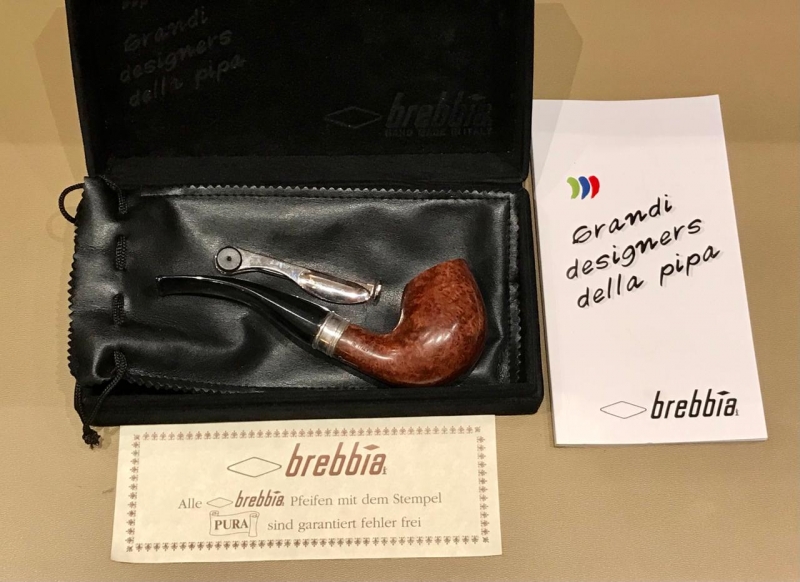 Grandi
designers
della pipa
brebbia
HAND MADE IN ITALY
Grandi
designers
della pipa
brebbia
brebbia
Alle brebbia Pfeifen mit dem Stempel
PURA sind garantiert fehler frei